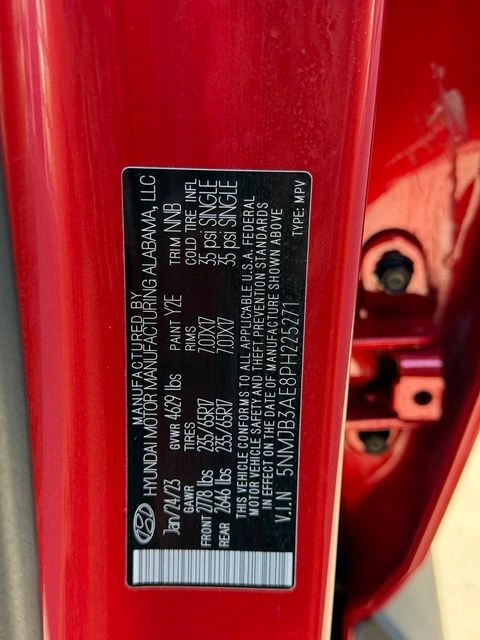 MANUFACTURED BY
HYUNDAI MOTOR MANUFACTURING ALABAMA, LLC
Jan/24/23 GVWR 4629 lbs PAINT Y2E TRIM NNB
GAWR TIRES RIMS COLD TIRE INFL
FRONT 2778 lbs 235/65R17 7.0JX17 35 psi SINGLE
REAR 2646 lbs 235/65R17 7.0JX17 35 psi SINGLE
THIS VEHICLE CONFORMS TO ALL APPLICABLE U.S.A. FEDERAL
MOTOR VEHICLE SAFETY AND THEFT PREVENTION
STANDARDS IN EFFECT ON THE DATE OF MANUFACTURE SHOWN ABOVE
V.I.N 5NMJB3AE8PH225271 TYPE: MPV